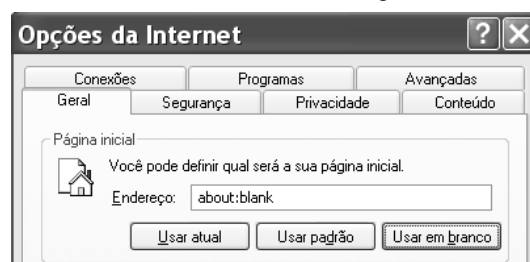 Opções da Internet ? X
Conexões Programas Avançadas
Geral Segurança Privacidade Conteúdo
Página inicial
Você pode definir qual será a sua página inicial.
Endereço: about:blank
Usar atual Usar padrão Usar em branco